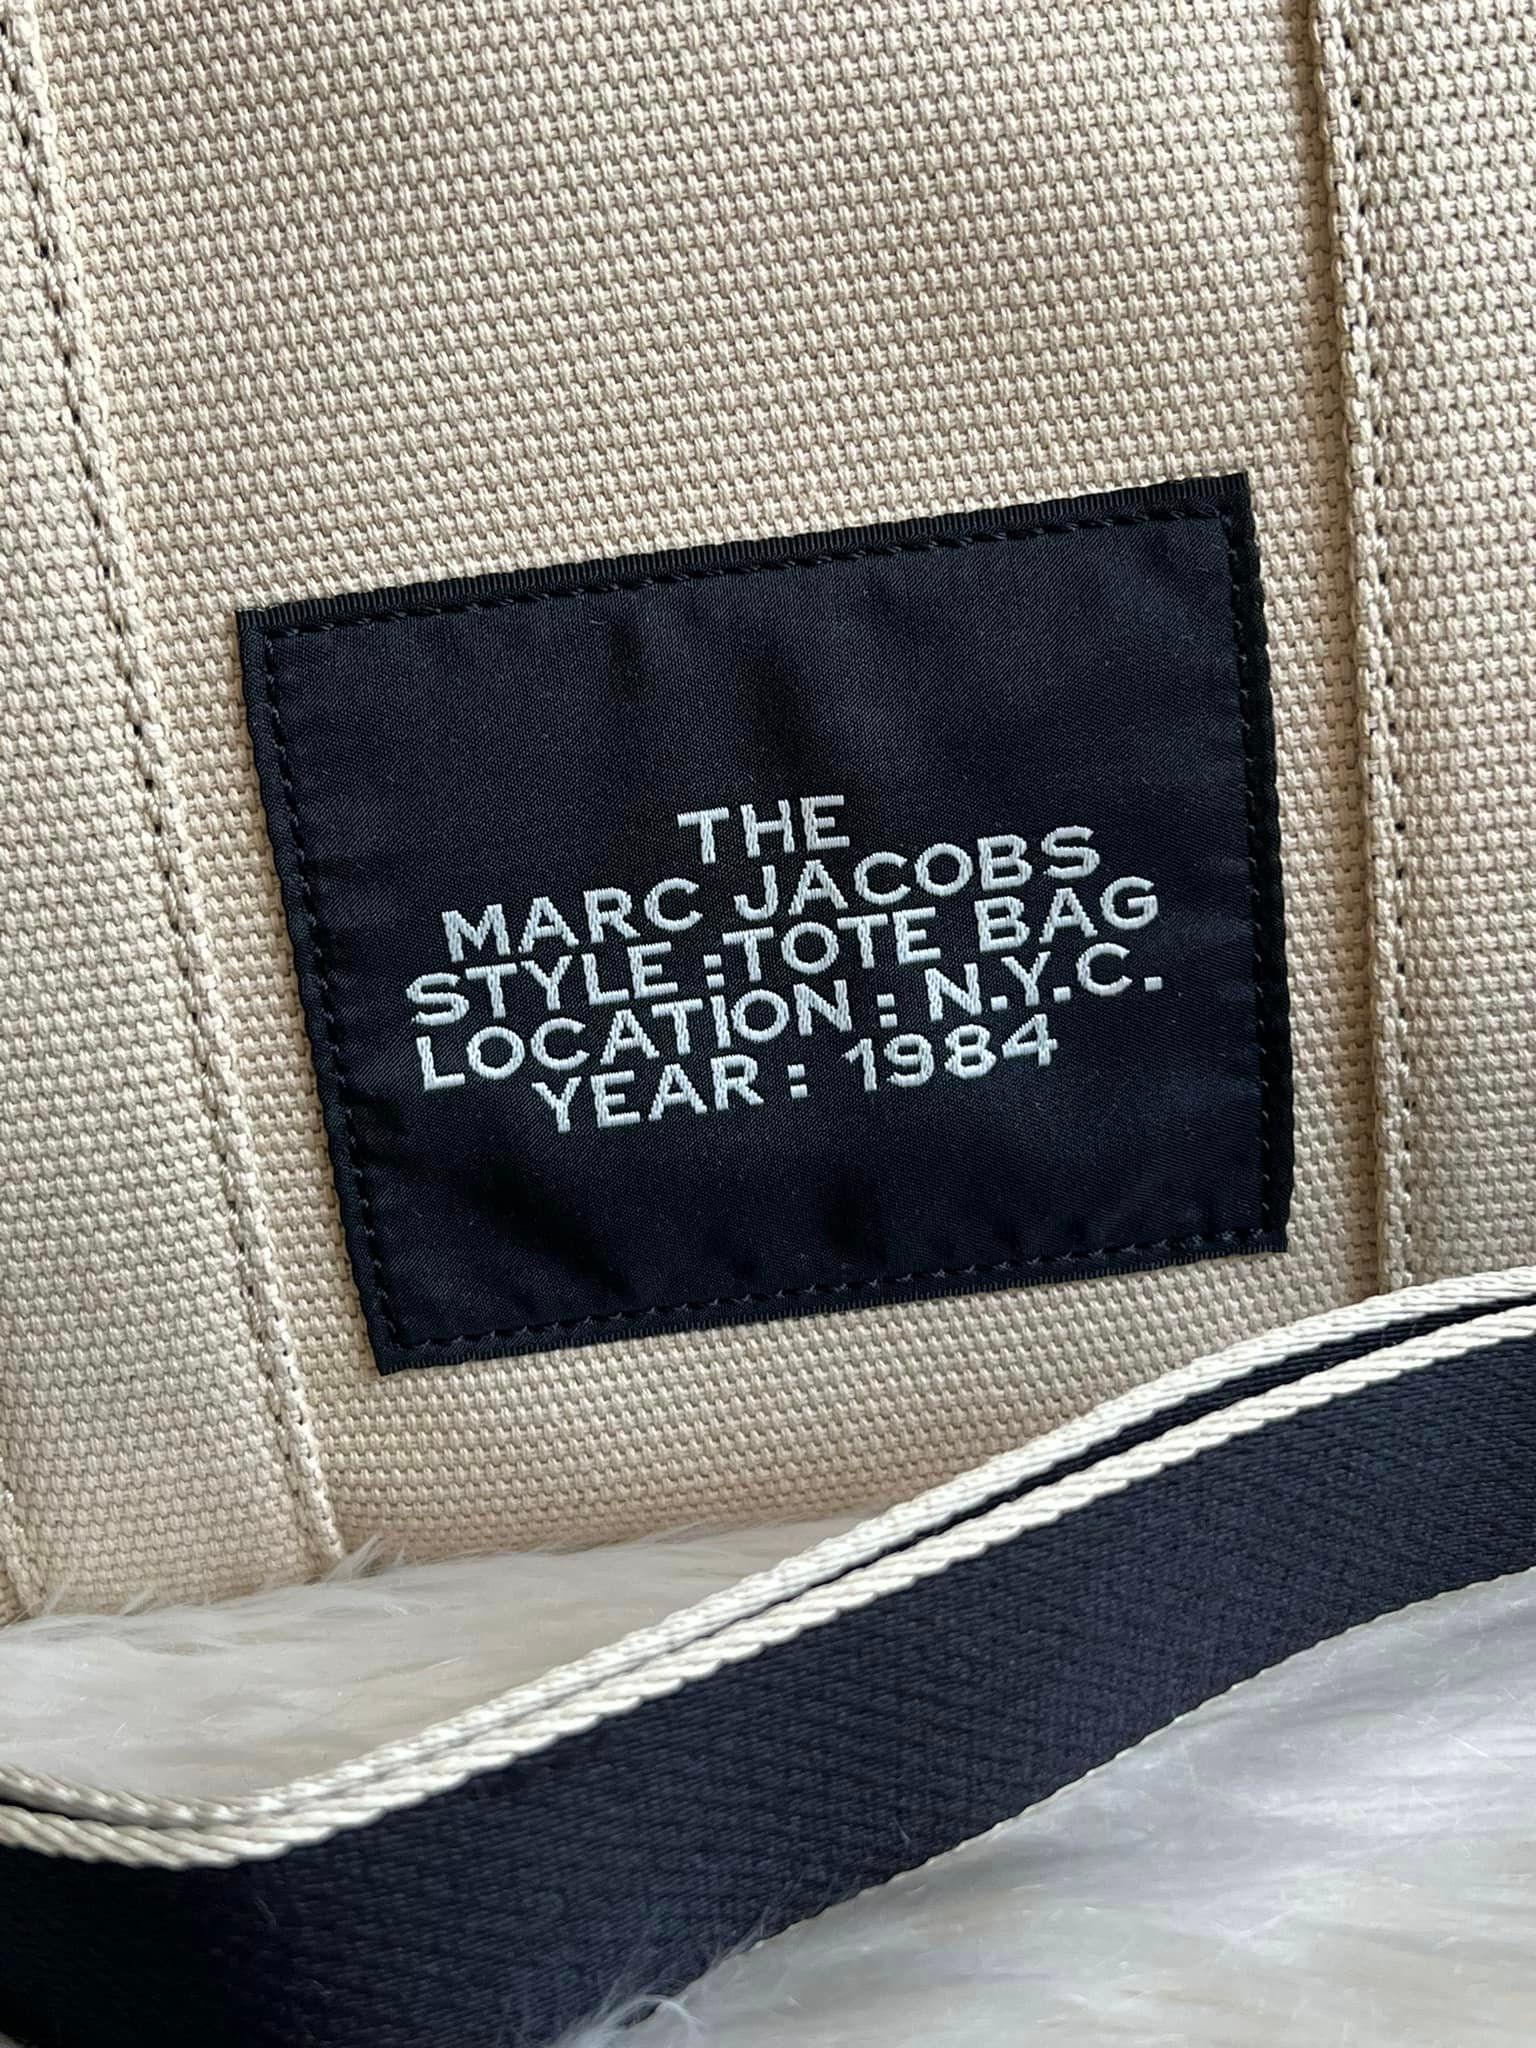 THE
MARC JACOBS
STYLE :TOTE BAG
LOCATION : N.Y.C.
YEAR : 1984